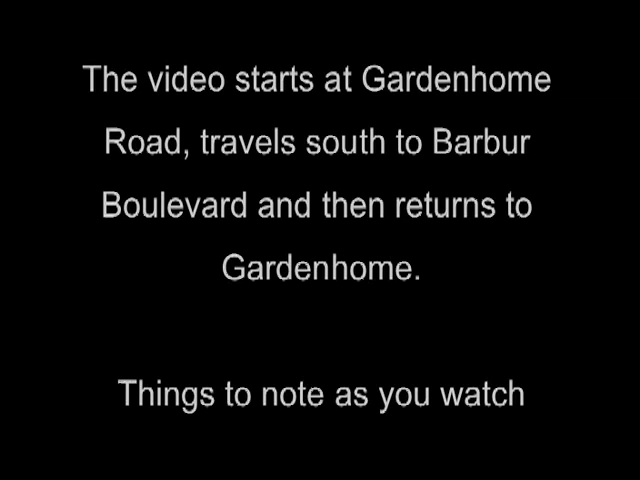 The video starts at Gardenhome
Road, travels south to Barbur
Boulevard and then returns to
Gardenhome.
Things to note as you watch